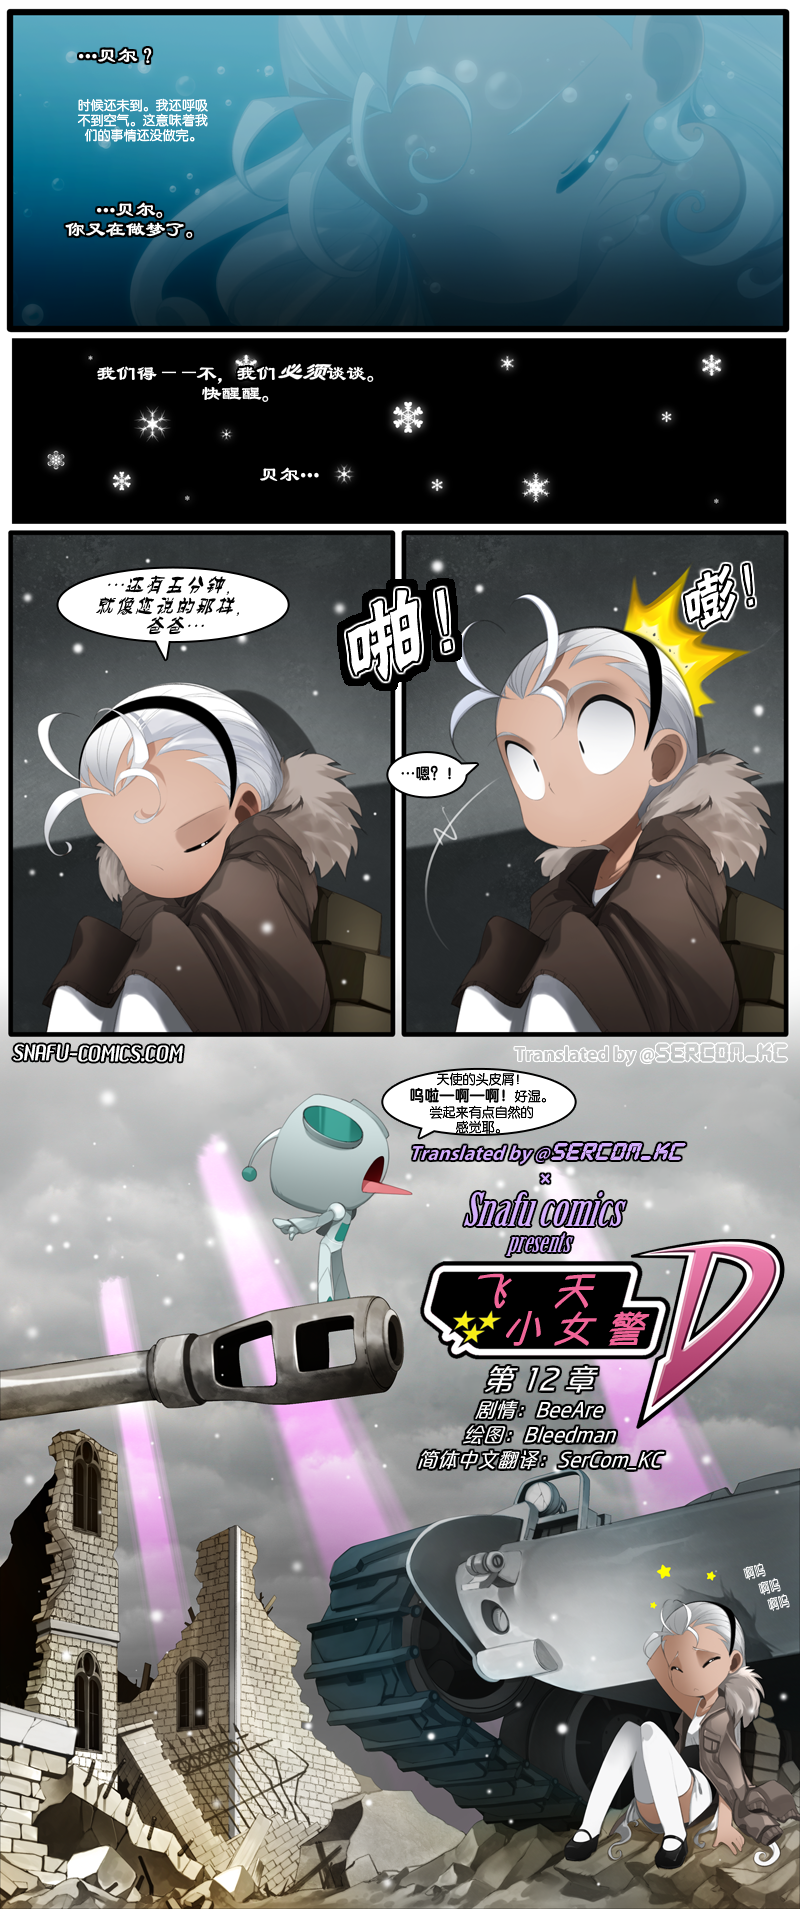 …贝尔？
时候还未到。我还呼吸
不到空气。这意味着我
们的事情还没做完。
…贝尔。
你又在做梦了。
我们得——不，我们必须谈谈。
快醒醒。
贝尔…
…还有五分钟，
就像您说的那样，
爸爸…
啪！
嘭！
…嗯？！
SNAFU-COMICS.COM
Translated by @SERCOM_KC
天使的头皮屑！
呜啦—啊—啊！好湿。
尝起来有点自然的
感觉耶。
Translated by @SERCOM_KC
×
Snafu comics
presents
飞天
小女警
D
第 12 章
剧情：BeeAre
绘图：Bleedman
简体中文翻译：SerCom_KC
啊呜
啊呜
啊呜